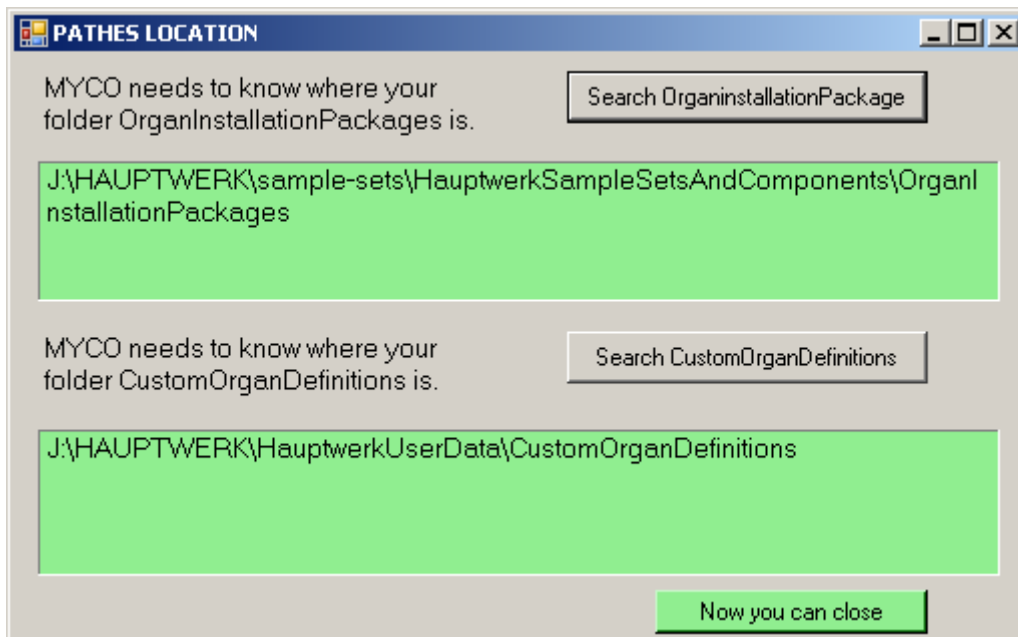 PATHES LOCATION
MYCO needs to know where your
folder OrganInstallationPackages is.
Search OrganinstallationPackage
J:\HAUPTWERK\sample-sets\HauptwerkSampleSetsAndComponents\OrganI
nstallationPackages
MYCO needs to know where your
folder CustomOrganDefinitions is.
Search CustomOrganDefinitions
J:\HAUPTWERK\HauptwerkUserData\CustomOrganDefinitions
Now you can close